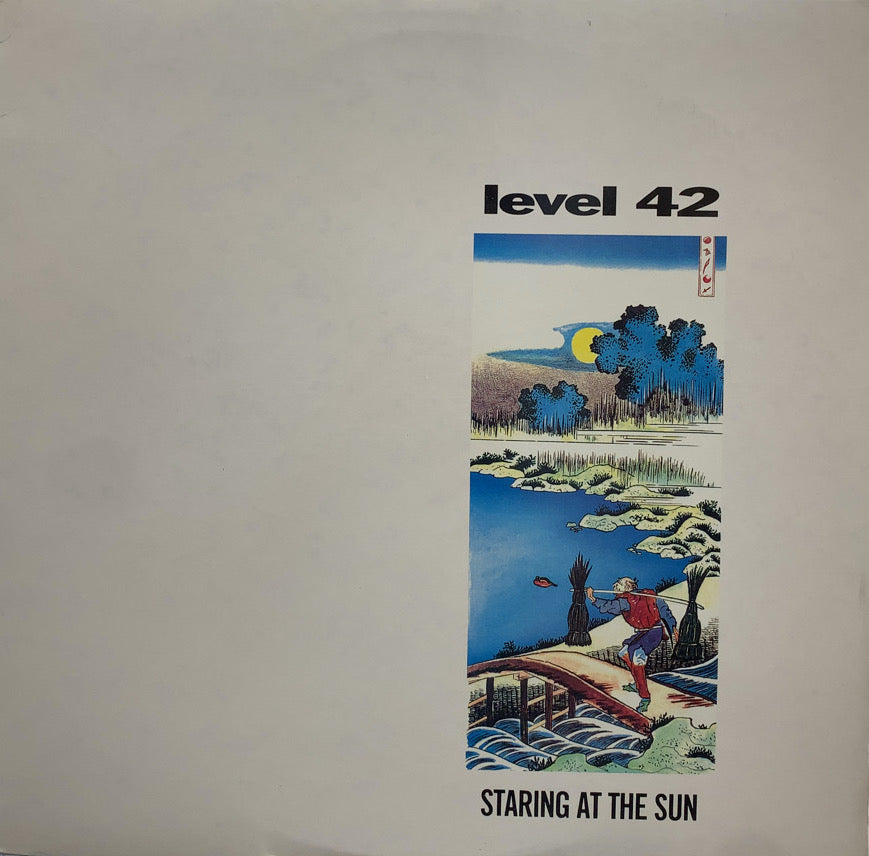 level 42
STARING AT THE SUN